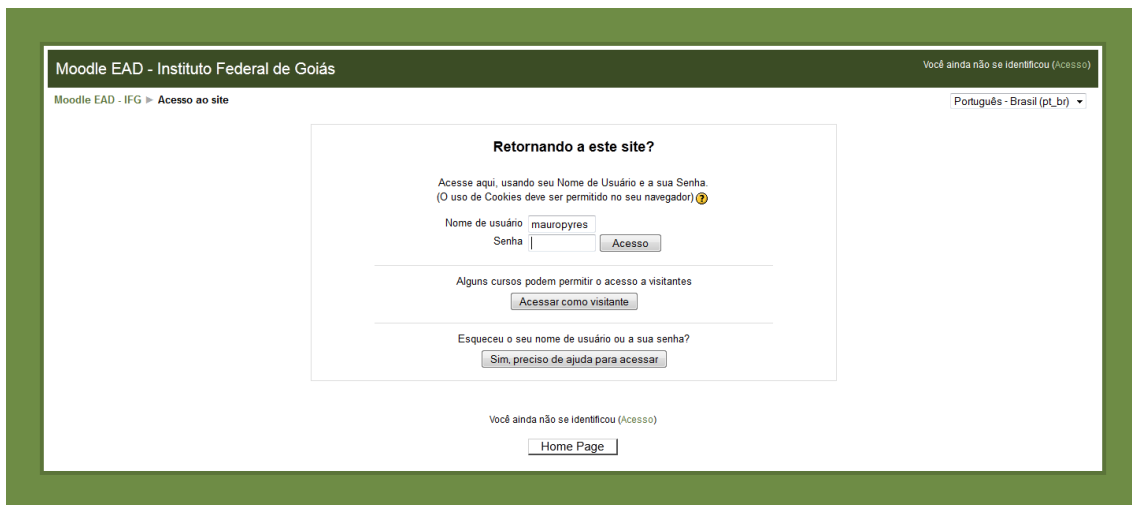 Moodle EAD - Instituto Federal de Goiás
Você ainda não se identificou (Acesso)
Moodle EAD - IFG ► Acesso ao site
Português - Brasil (pt_br)
Retornando a este site?
Acesse aqui, usando seu Nome de Usuário e a sua Senha.
(O uso de Cookies deve ser permitido no seu navegador) ?
Nome de usuário mauropyres
Senha Acesso
Alguns cursos podem permitir o acesso a visitantes
Acessar como visitante
Esqueceu o seu nome de usuário ou a sua senha?
Sim, preciso de ajuda para acessar
Você ainda não se identificou (Acesso)
Home Page